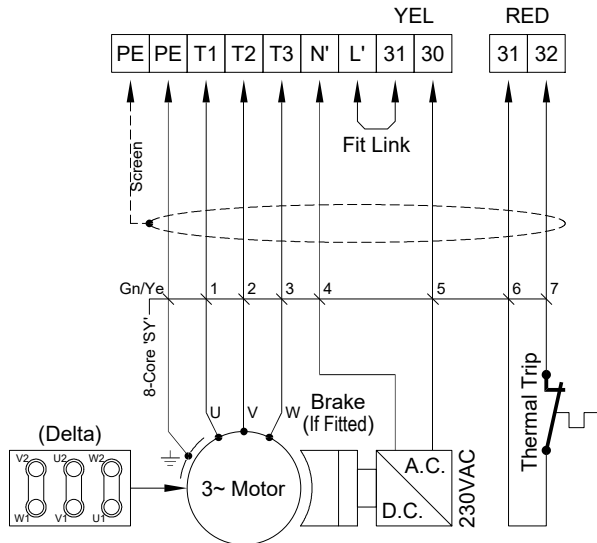 YEL RED
PE PE T1 T2 T3 N' L' 31 30 31 32
Fit Link
Screen
Gn/Ye 1 2 3 4 5 6 7
8-Core 'SY'
U V W
Brake
(If Fitted)
Thermal Trip
(Delta)
V2 U2 W2
W1 V1 U1
3~ Motor
A.C.
D.C.
230VAC